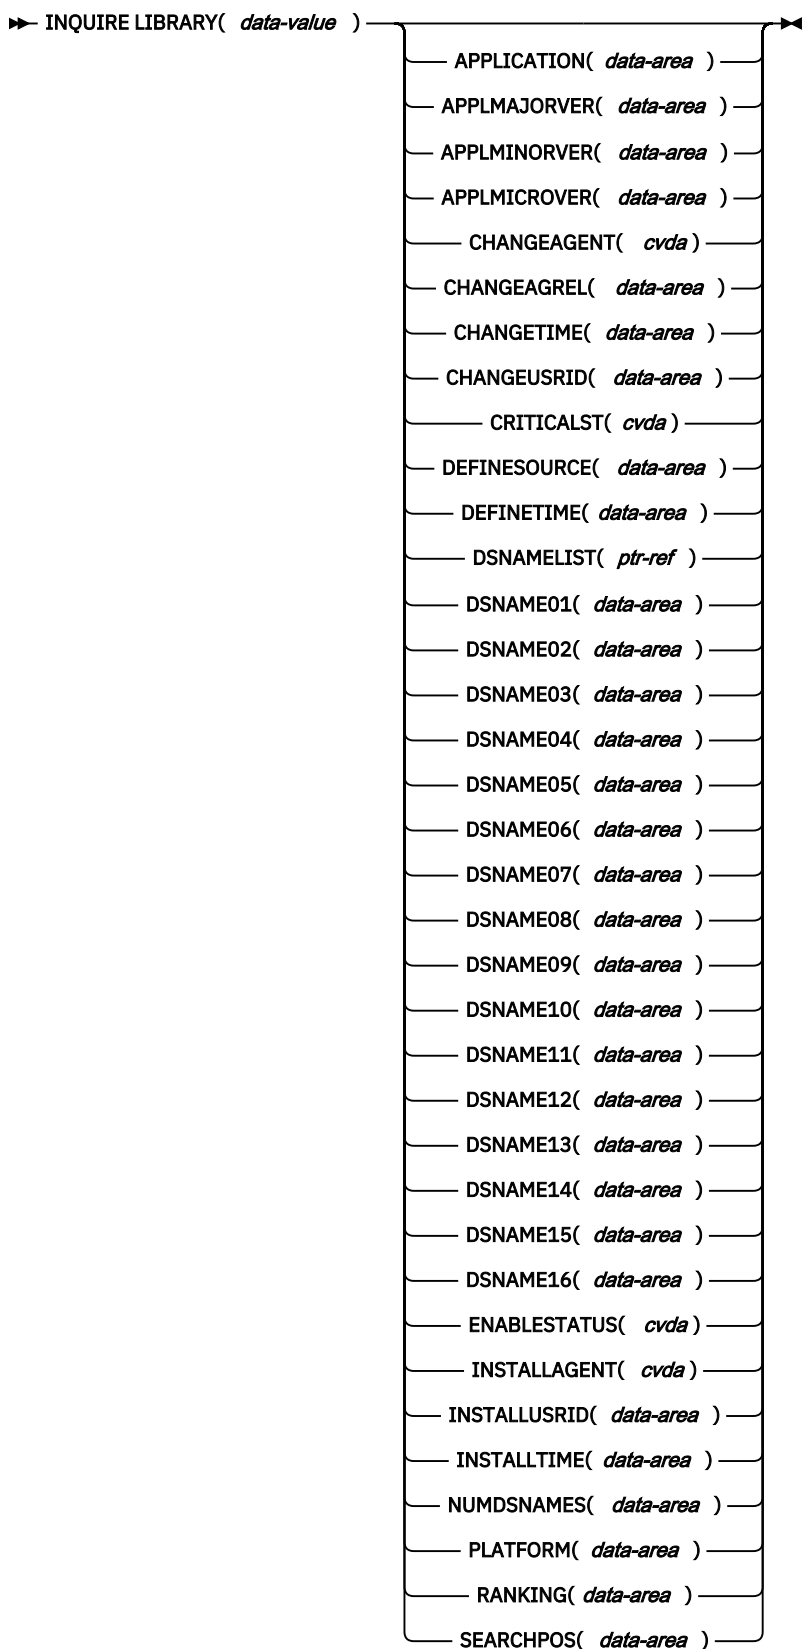 INQUIRE LIBRARY( data-value )
APPLICATION( data-area )
APPLMAJORVER( data-area )
APPLMINORVER( data-area )
APPLMICROVER( data-area )
CHANGEAGENT( cvda )
CHANGEAGREL( data-area )
CHANGETIME( data-area )
CHANGEUSRID( data-area )
CRITICALST( cvda )
DEFINESOURCE( data-area )
DEFINETIME( data-area )
DSNAMELIST( ptr-ref )
DSNAME01( data-area )
DSNAME02( data-area )
DSNAME03( data-area )
DSNAME04( data-area )
DSNAME05( data-area )
DSNAME06( data-area )
DSNAME07( data-area )
DSNAME08( data-area )
DSNAME09( data-area )
DSNAME10( data-area )
DSNAME11( data-area )
DSNAME12( data-area )
DSNAME13( data-area )
DSNAME14( data-area )
DSNAME15( data-area )
DSNAME16( data-area )
ENABLESTATUS( cvda )
INSTALLAGENT( cvda )
INSTALLUSRID( data-area )
INSTALLTIME( data-area )
NUMDSNAMES( data-area )
PLATFORM( data-area )
RANKING( data-area )
SEARCHPOS( data-area )